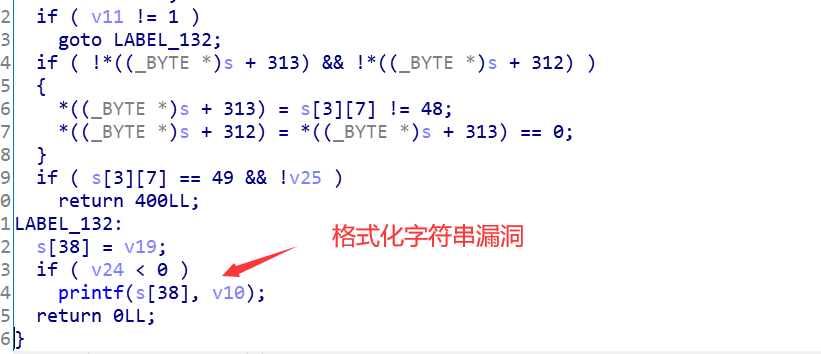 2 if ( v11 != 1 )
3 goto LABEL_132;
4 if ( !*((_BYTE *)s + 313) && !*((_BYTE *)s + 312) )
5 {
6 *((_BYTE *)s + 313) = s[3][7] != 48;
7 *((_BYTE *)s + 312) = *((_BYTE *)s + 313) == 0;
8 }
9 if ( s[3][7] == 49 && !v25 )
0 return 400LL;
1 LABEL_132:
2 s[38] = v19;
3 if ( v24 < 0 )
4 printf(s[38], v10);
5 return 0LL;
6 }
格式化字符串漏洞